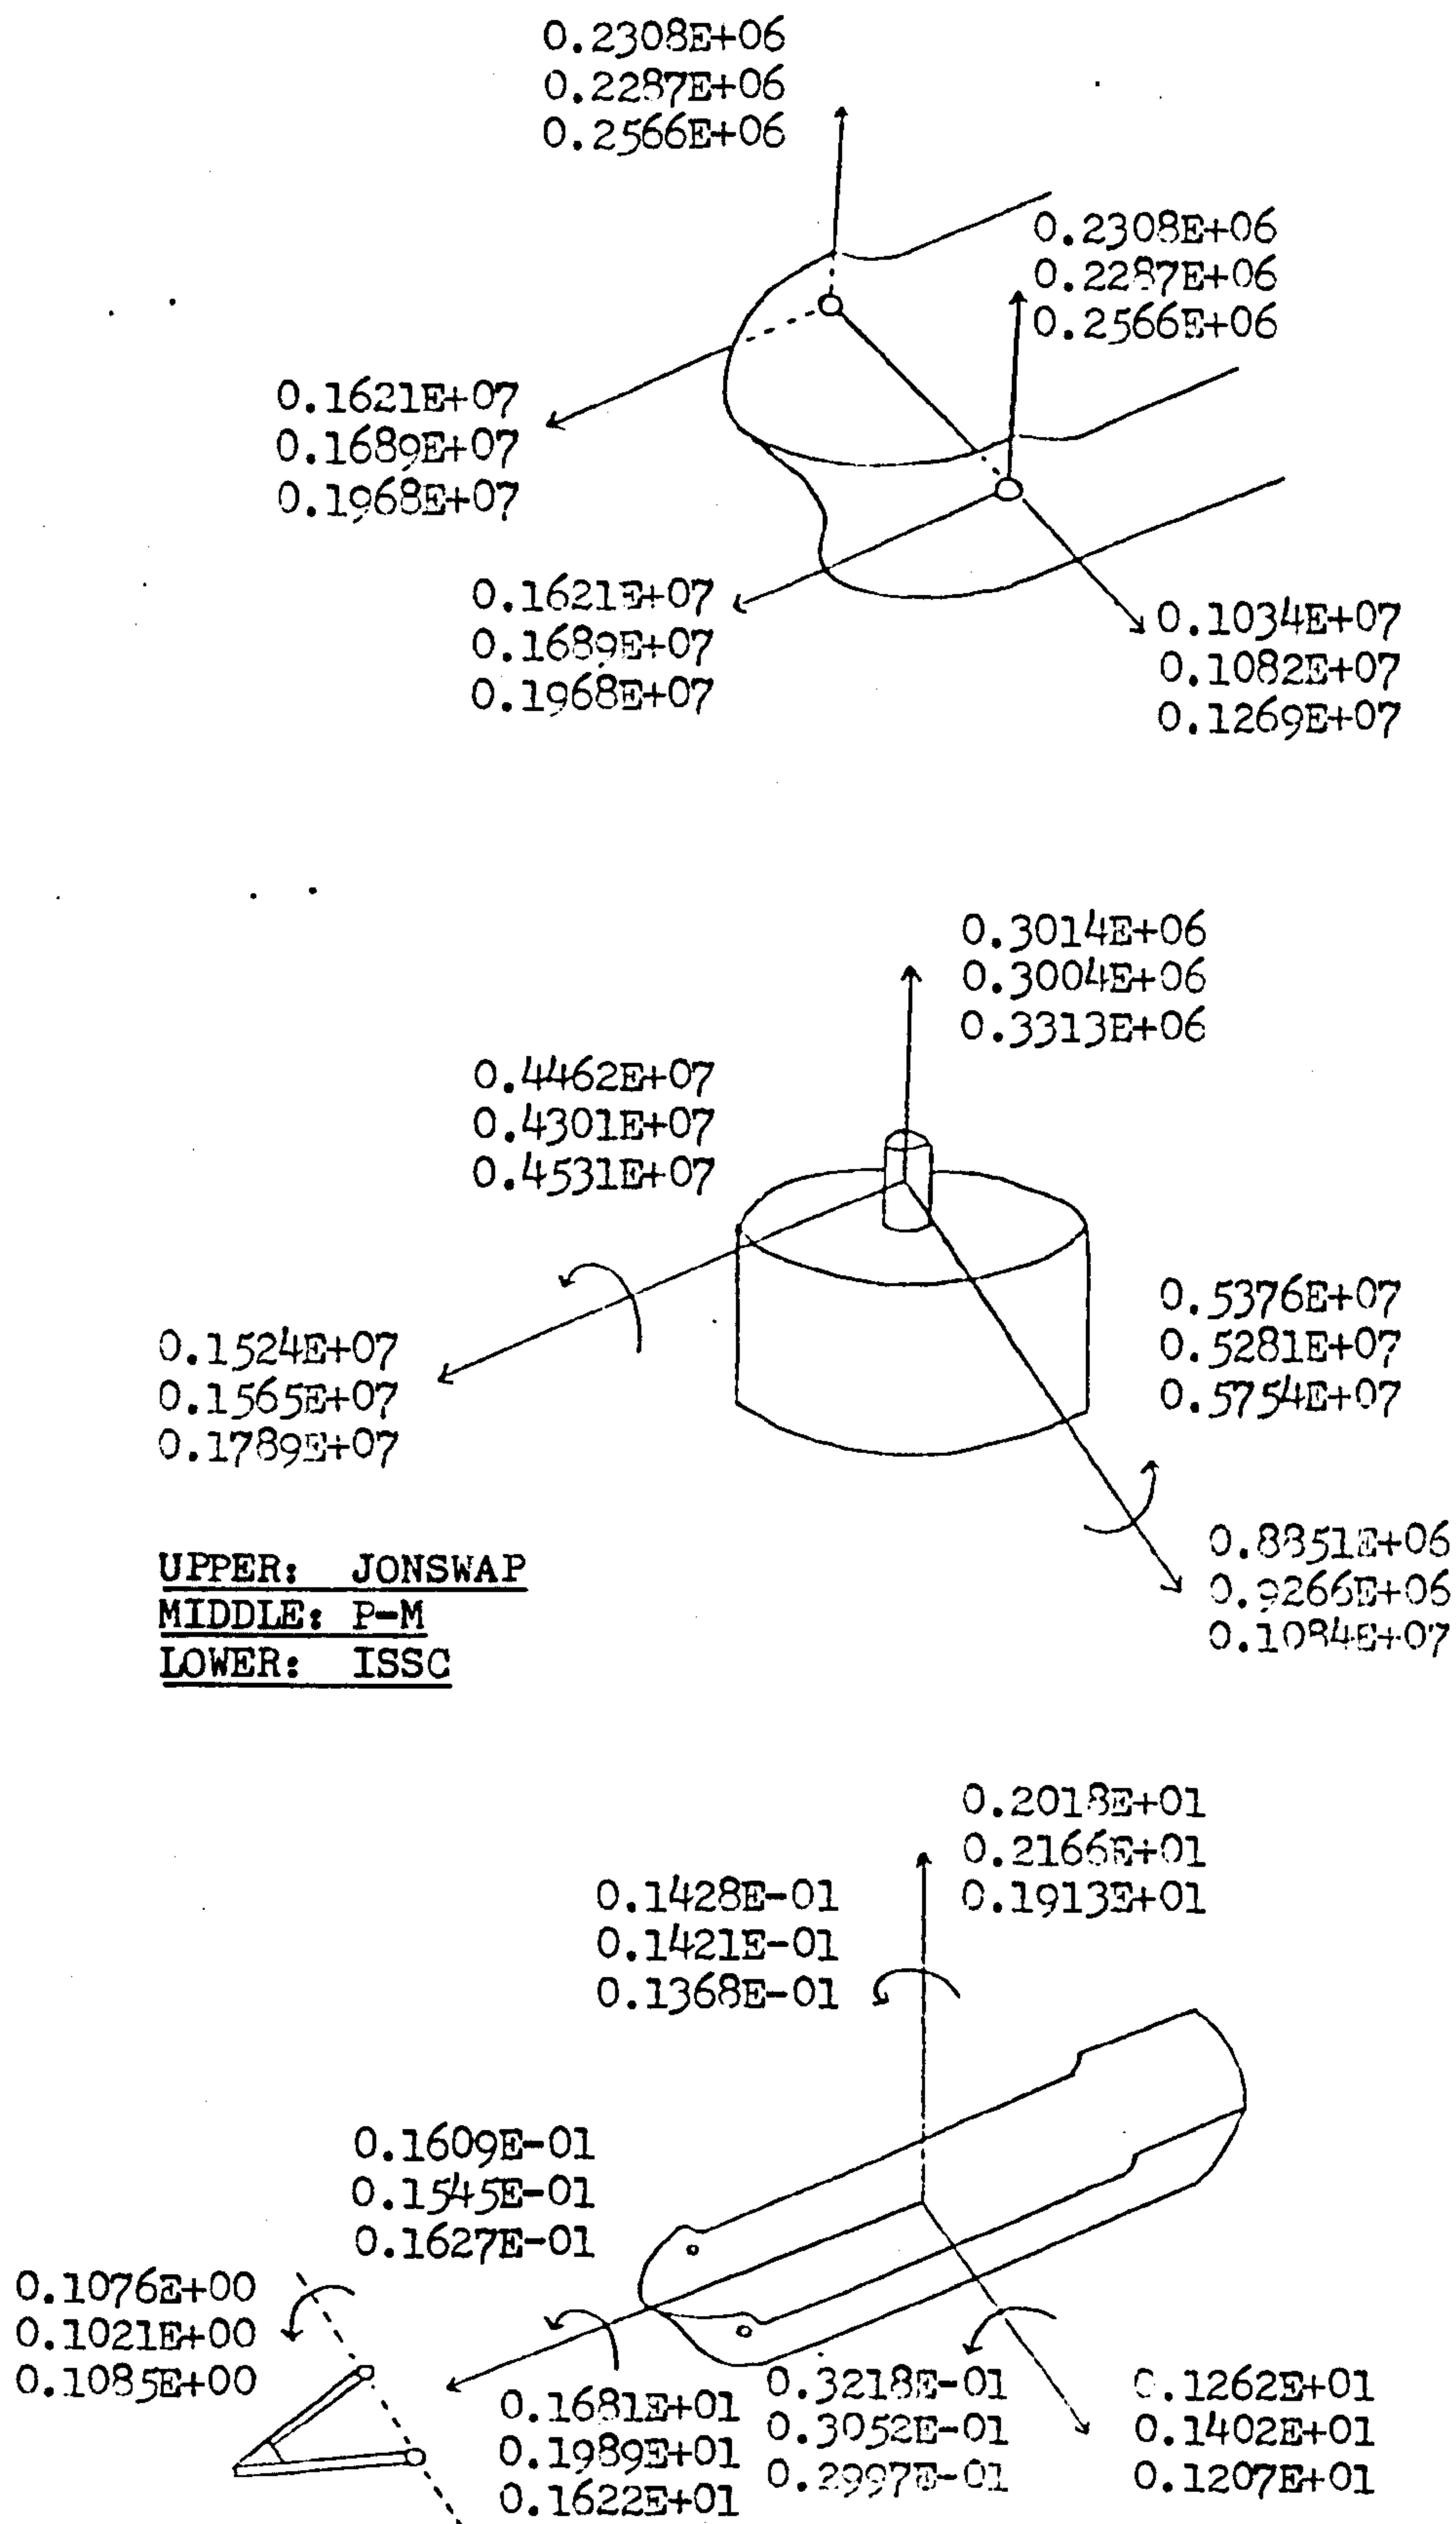 0.2308E+06
0.2287E+06
0.2566E+06
0.2308E+06
0.2287E+06
0.2566E+06
0.1621E+07
0.1689E+07
0.1968E+07
0.1621E+07
0.1689E+07
0.1968E+07
0.1034E+07
0.1082E+07
0.1269E+07
0.3014E+06
0.3004E+06
0.3313E+06
0.4462E+07
0.4301E+07
0.4531E+07
0.5376E+07
0.5281E+07
0.5754E+07
0.1524E+07
0.1565E+07
0.1789E+07
0.8851E+06
0.9266E+06
0.1084E+07
UPPER: JONSWAP
MIDDLE: P-M
LOWER: ISSC
0.2018E+01
0.2166E+01
0.1913E+01
0.1428E-01
0.1421E-01
0.1368E-01
0.1609E-01
0.1545E-01
0.1627E-01
0.1076E+00
0.1021E+00
0.1085E+00
0.1681E+01
0.1989E+01
0.1622E+01
0.3218E-01
0.3052E-01
0.2997E-01
0.1262E+01
0.1402E+01
0.1207E+01